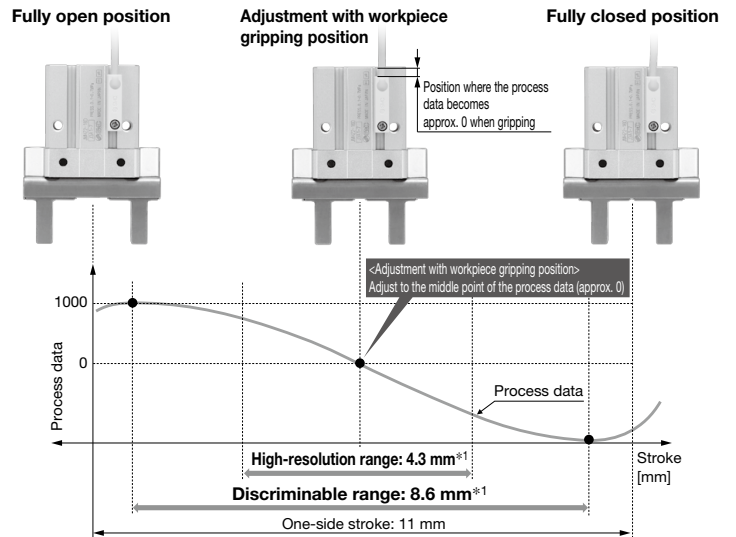 Fully open position
Adjustment with workpiece
gripping position
Fully closed position
Position where the process
data becomes
approx. 0 when gripping
<Adjustment with workpiece gripping position>
Adjust to the middle point of the process data (approx. 0)
1000
0
Process data
Process data
Stroke
[mm]
High-resolution range: 4.3 mm*1
Discriminable range: 8.6 mm*1
One-side stroke: 11 mm